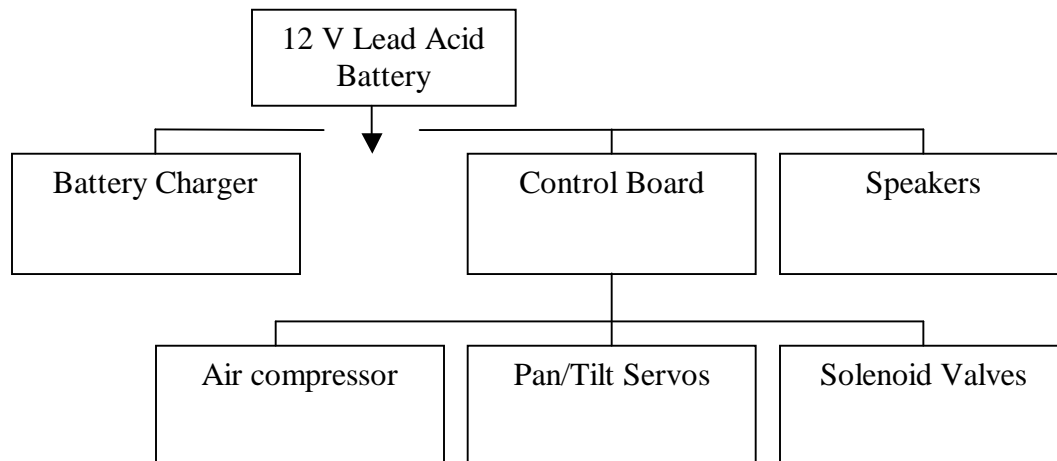 12 V Lead Acid
Battery
Battery Charger
Control Board
Speakers
Air compressor
Pan/Tilt Servos
Solenoid Valves